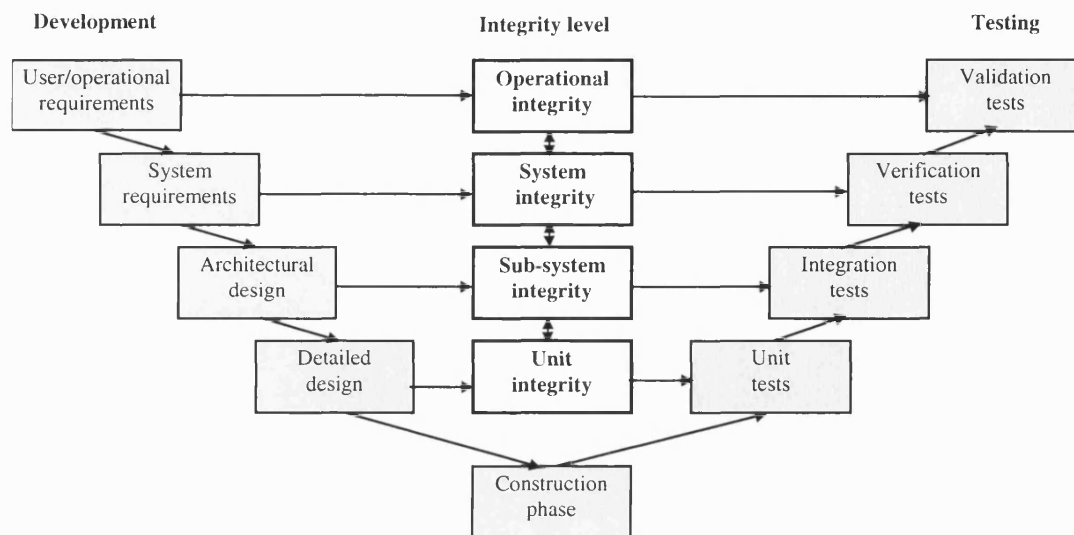 Development
Integrity level
Testing
User/operational
requirements
Operational
integrity
Validation
tests
System
requirements
System
integrity
Verification
tests
Architectural
design
Sub-system
integrity
Integration
tests
Detailed
design
Unit
integrity
Unit
tests
Construction
phase